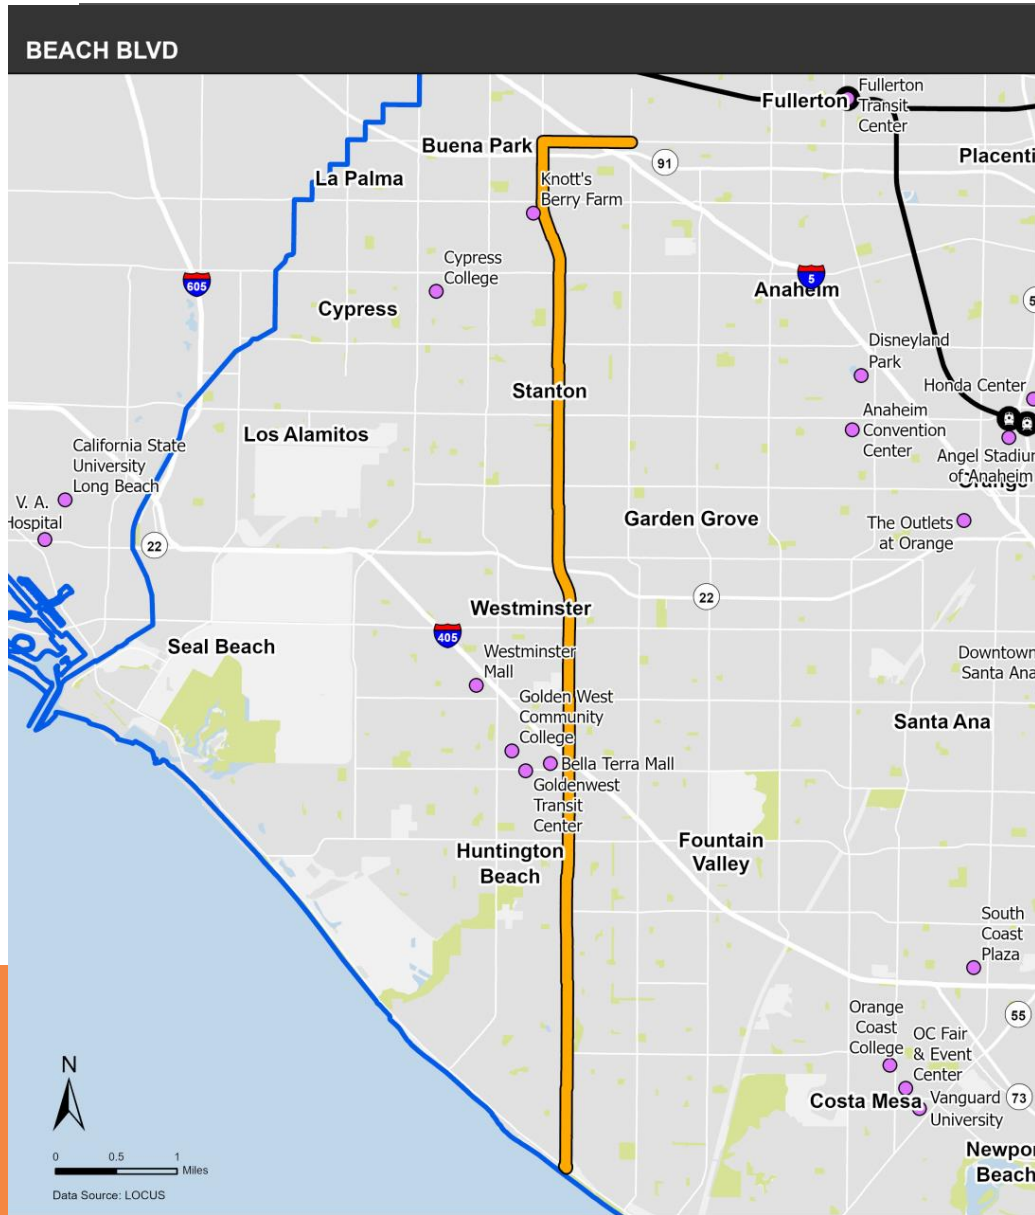 BEACH BLVD
Fullerton
Fullerton
Transit
Center
Buena Park
91
Placenti
La Palma
Knott's
Berry Farm
Cypress
College
605
5
Anaheim
5
Cypress
Disneyland
Park
Stanton
Honda Center
Los Alamitos
Anaheim
Convention
Center
California State
University
Long Beach
Angel Stadiun
of Anaheim
Orange
V. A.
Hospital
Garden Grove
The Outlets
at Orange
22
22
Westminster
405
Seal Beach
Westminster
Mall
Downtown
Santa Ana
Golden West
Community
College
Santa Ana
Bella Terra Mall
Goldenwest
Transit
Center
Huntington
Beach
Fountain
Valley
South
Coast
Plaza
55
Orange
Coast
College
OC Fair
& Event
Center
Costa Mesa
Vanguard
University
73
Newpor
Beach
N
0 0.5 1
Miles
Data Source: LOCUS